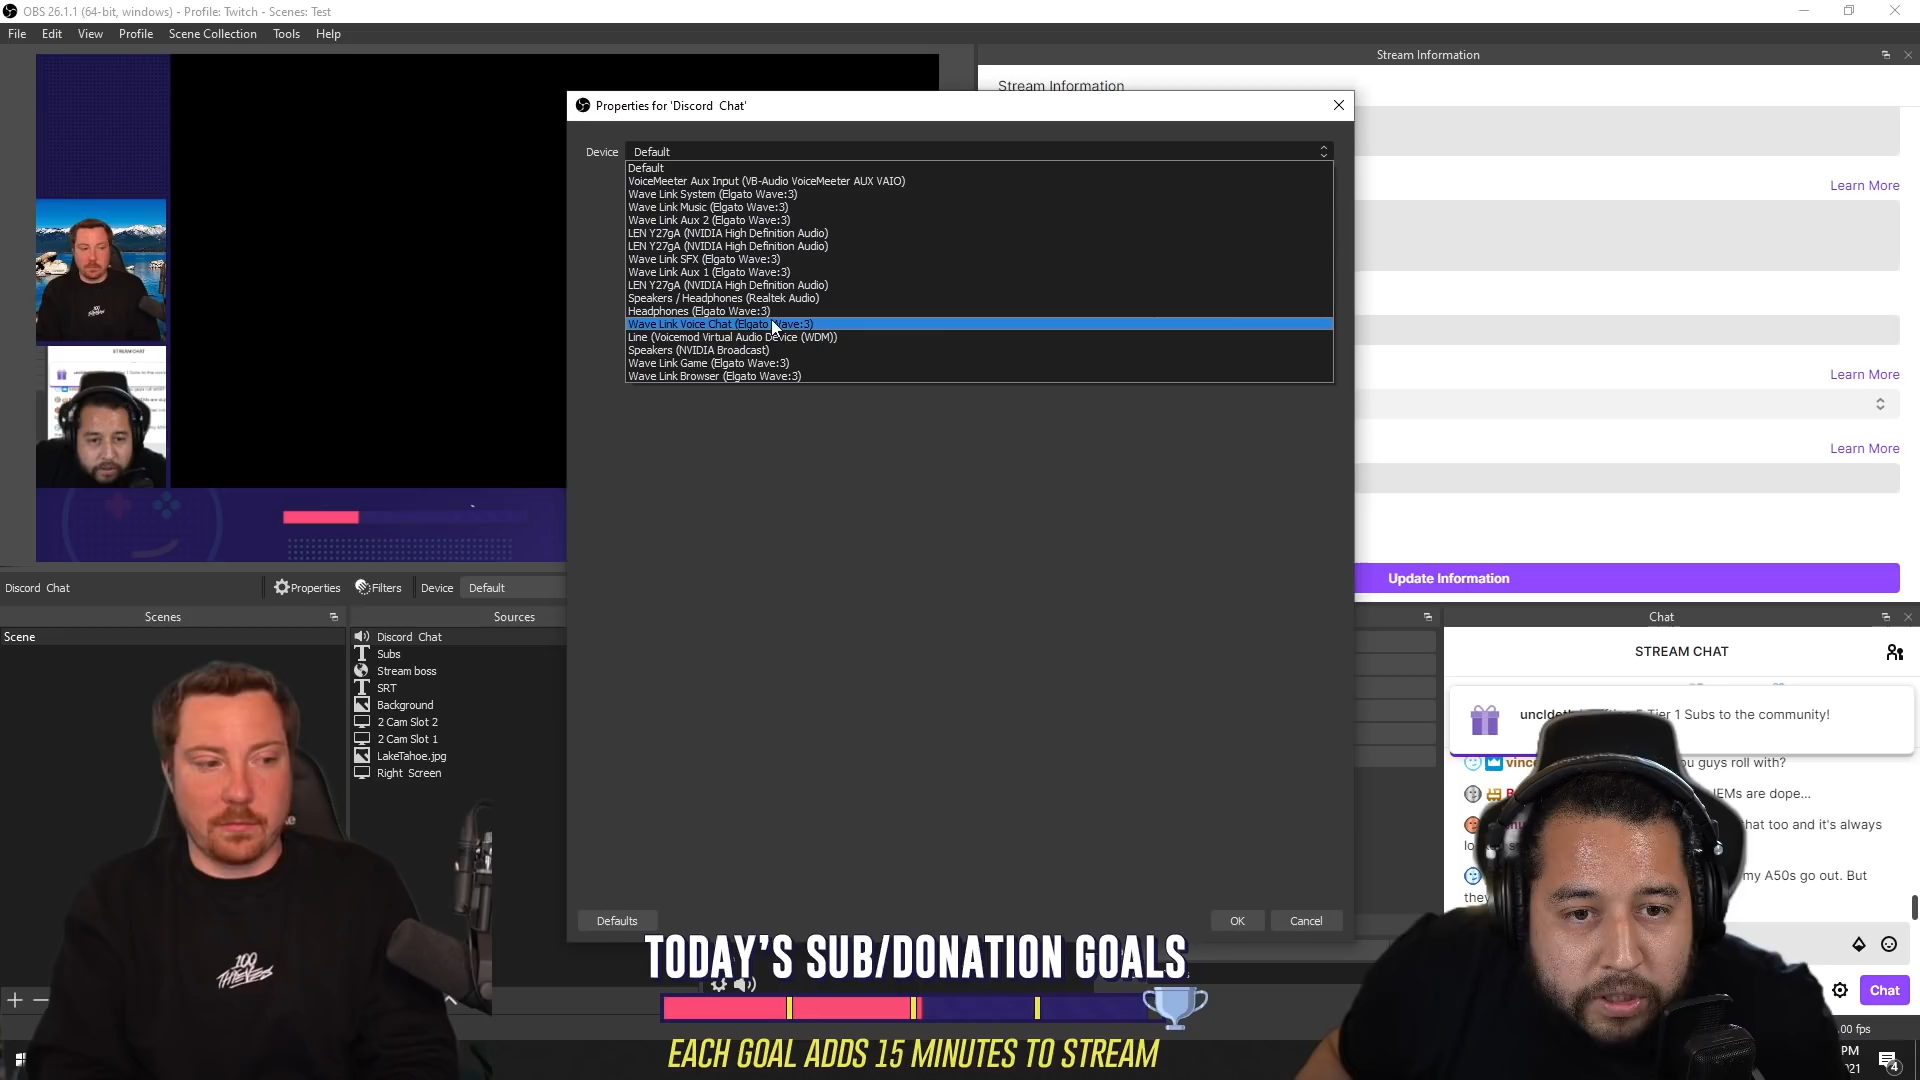 OBS 26.1.1 (64-bit, windows) - Profile: Twitch - Scenes: Test
File Edit View Profile Scene Collection Tools Help
Stream Information
Stream Information
Properties for 'Discord Chat'
Device Default
Default
VoiceMeeter Aux Input (VB-Audio VoiceMeeter AUX VAIO)
Wave Link System (Elgato Wave:3)
Wave Link Music (Elgato Wave:3)
Wave Link Aux 2 (Elgato Wave:3)
LEN Y27gA (NVIDIA High Definition Audio)
LEN Y27gA (NVIDIA High Definition Audio)
Wave Link SFX (Elgato Wave:3)
Wave Link Aux 1 (Elgato Wave:3)
LEN Y27gA (NVIDIA High Definition Audio)
Speakers / Headphones (Realtek Audio)
Headphones (Elgato Wave:3)
Wave Link Voice Chat (Elgato Wave:3)
Line (Voicemod Virtual Audio Device (WDM))
Speakers (NVIDIA Broadcast)
Wave Link Game (Elgato Wave:3)
Wave Link Browser (Elgato Wave:3)
Learn More
Learn More
Learn More
Update Information
STREAM CHAT
Discord Chat Properties Filters Device Default
Scenes
Scene
Sources
Discord Chat
Subs
Stream boss
SRT
Background
2 Cam Slot 2
2 Cam Slot 1
LakeTahoe.jpg
Right Screen
Defaults OK Cancel
Chat
STREAM CHAT
Tier 1 Subs to the community!
you guys roll with?
IEMs are dope...
that too and it's always
my A50s go out. But
they
Chat
.00 fps
PM
4
100
THIEVES
TODAY'S SUB/DONATION GOALS
EACH GOAL ADDS 15 MINUTES TO STREAM